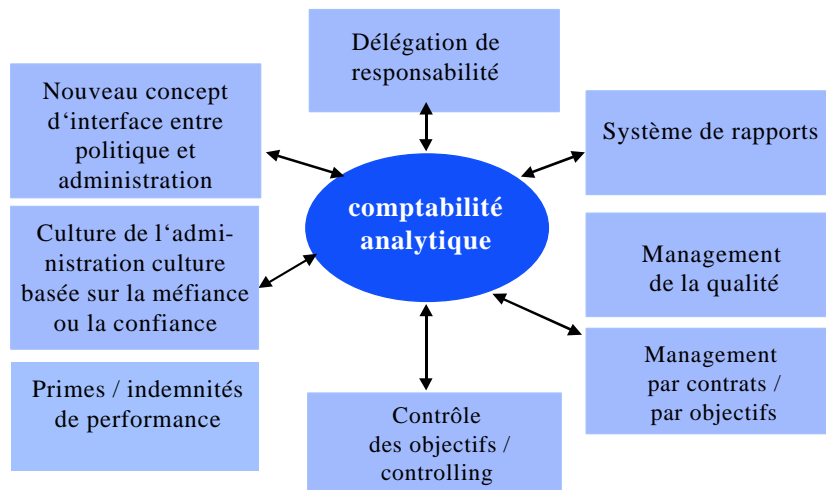 Délégation de
responsabilité
Nouveau concept
d‘interface entre
politique et
administration
Système de rapports
comptabilité
analytique
Culture de l‘admi-
nistration culture
basée sur la méfiance
ou la confiance
Management
de la qualité
Primes / indemnités
de performance
Contrôle
des objectifs /
controlling
Management
par contrats /
par objectifs